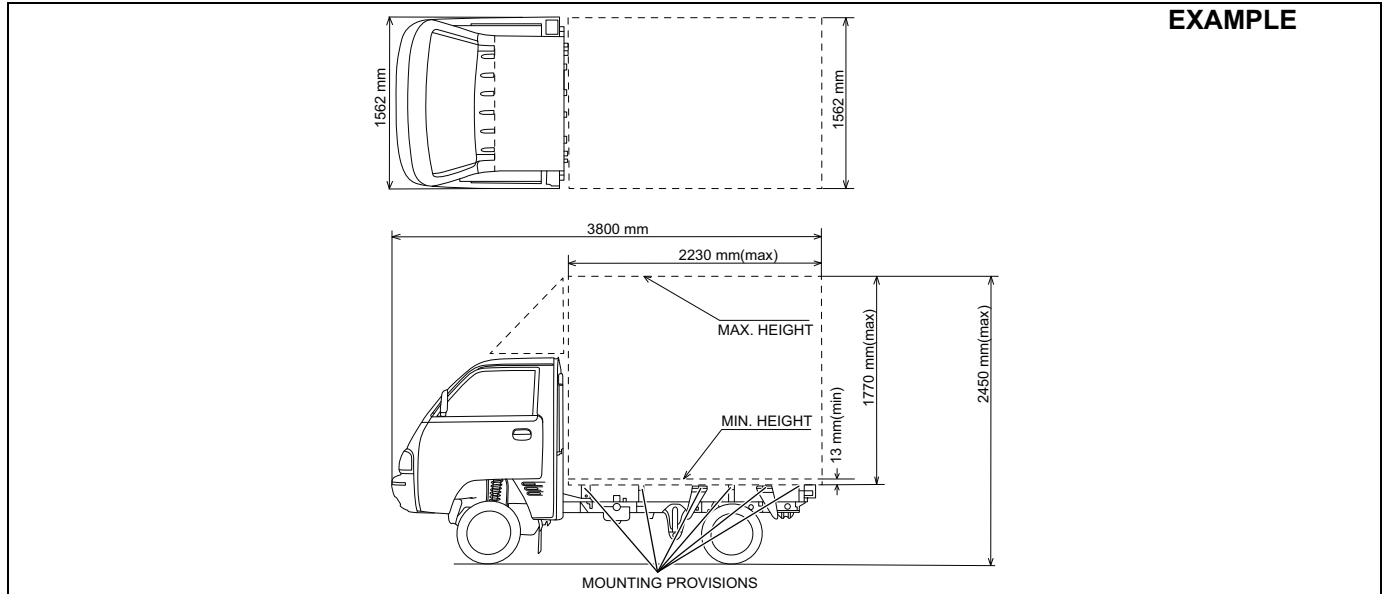 EXAMPLE
1562 mm
1562 mm
3800 mm
2230 mm(max)
MAX. HEIGHT
MIN. HEIGHT
13 mm(min)
1770 mm(max)
2450 mm(max)
MOUNTING PROVISIONS